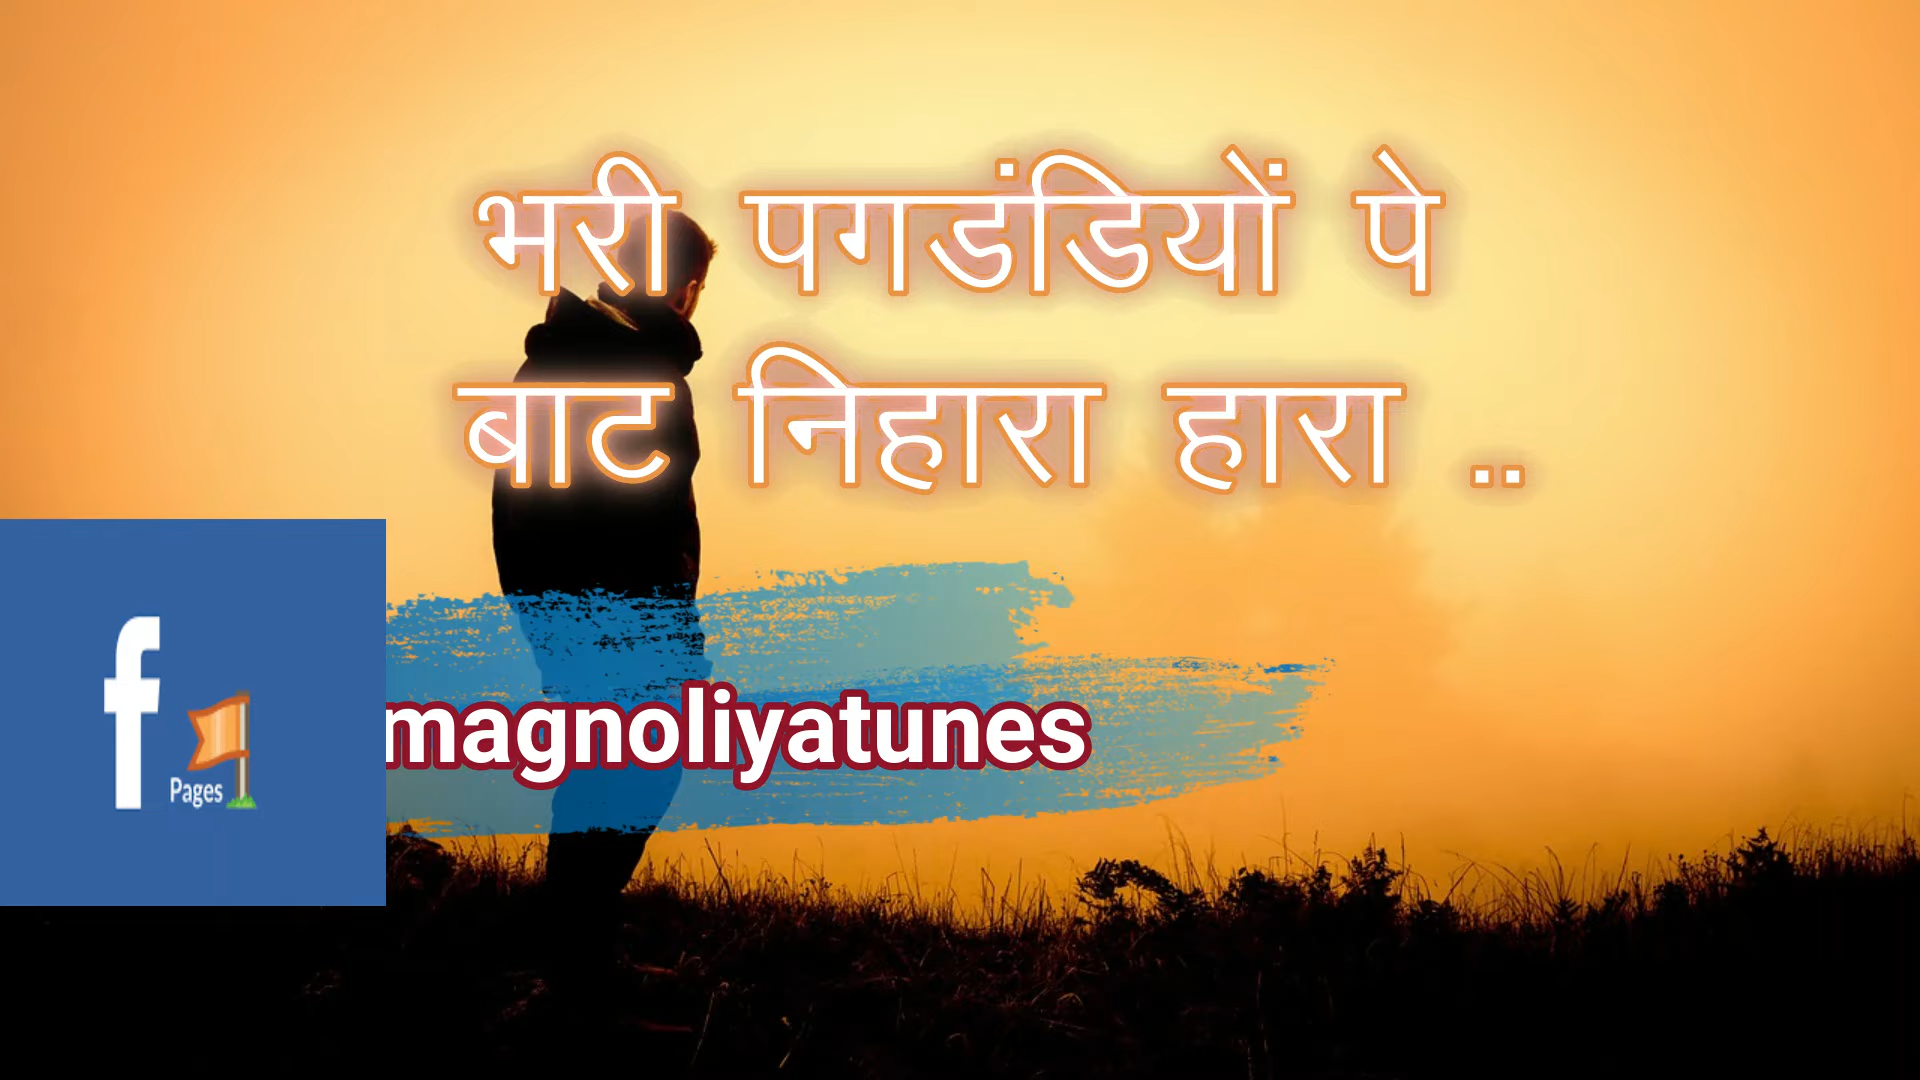 भरी पगडंडियों पे
बाट निहारा हारा ..
magnoliyatunes
f
Pages